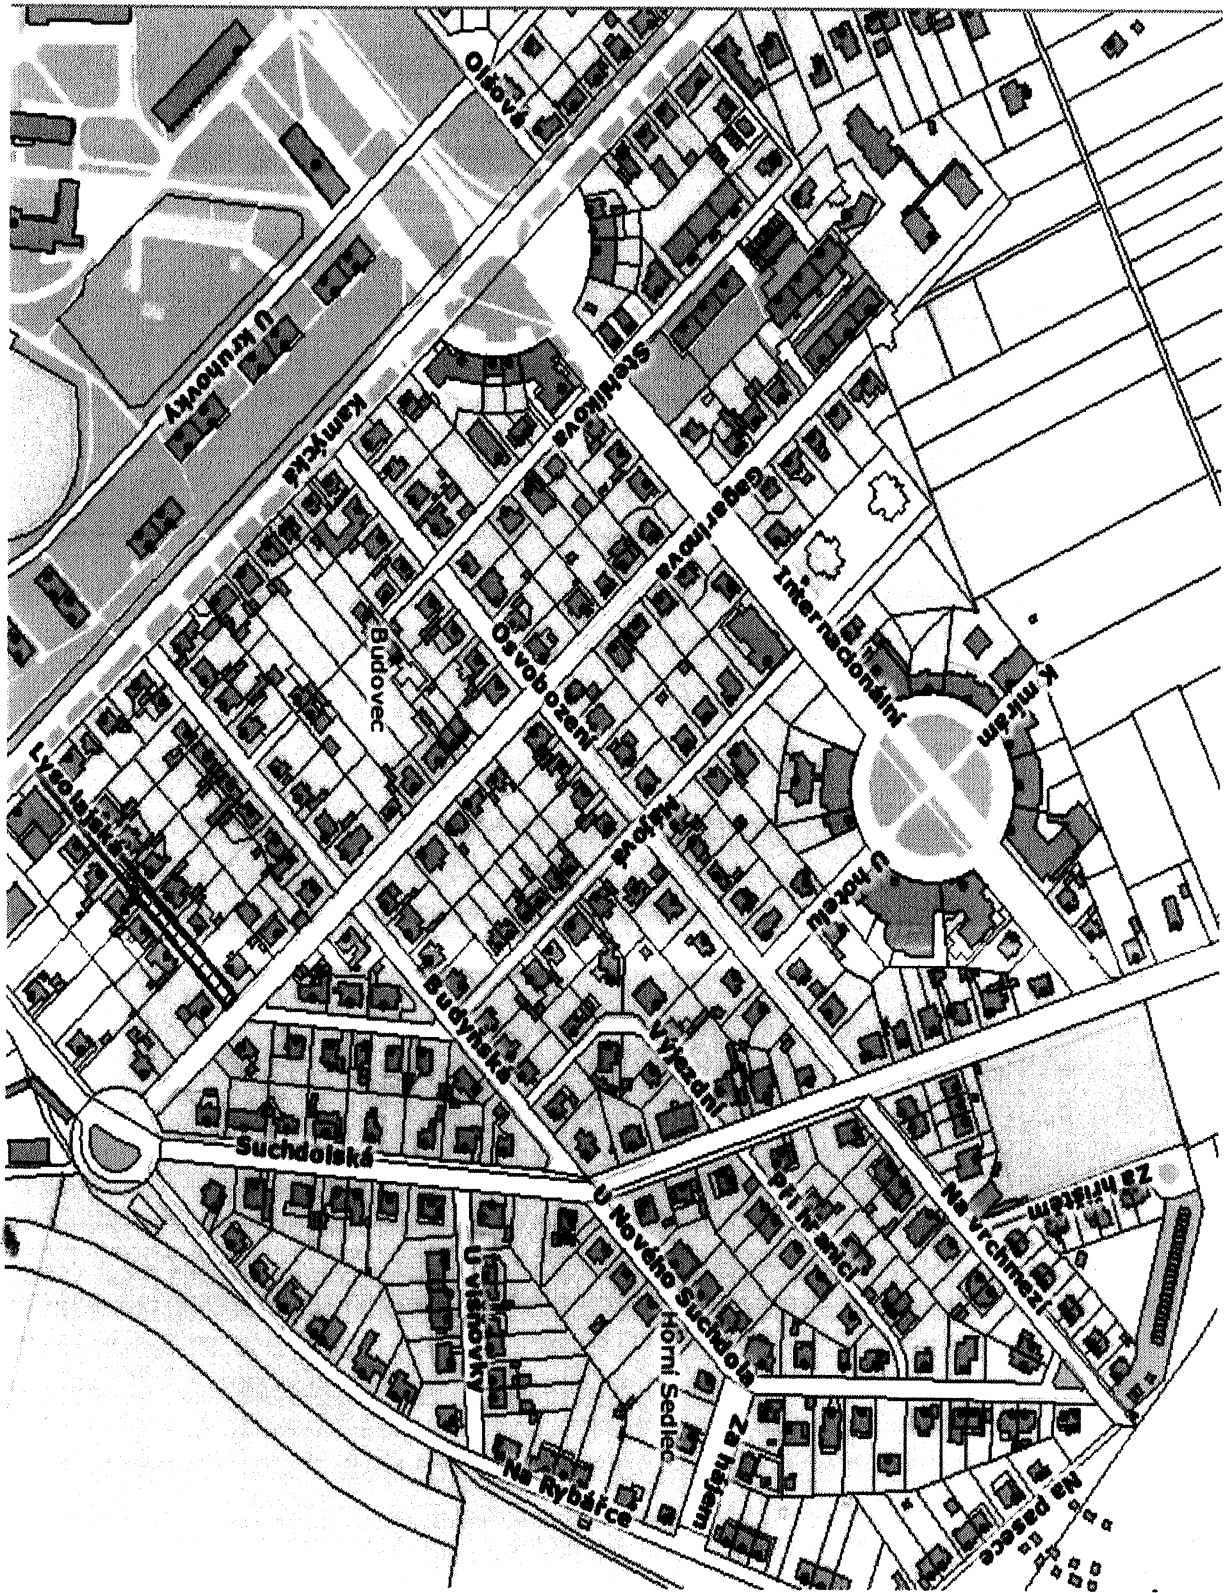 Olšová
U kruhovky
Kamýcká
Stehlíkova
Gagarinova
Internacionální
K mírám
Osvobození
Budovec
Lysolajská
Májová
U hotelu
Budyňská
Výjezdní
Suchdolská
Při hranici
Na vrchmezí
Za hřištěm
U Nového Suchdola
U višňovky
Horní Sedlec
Za hájem
Na Rybářce
Na pasece